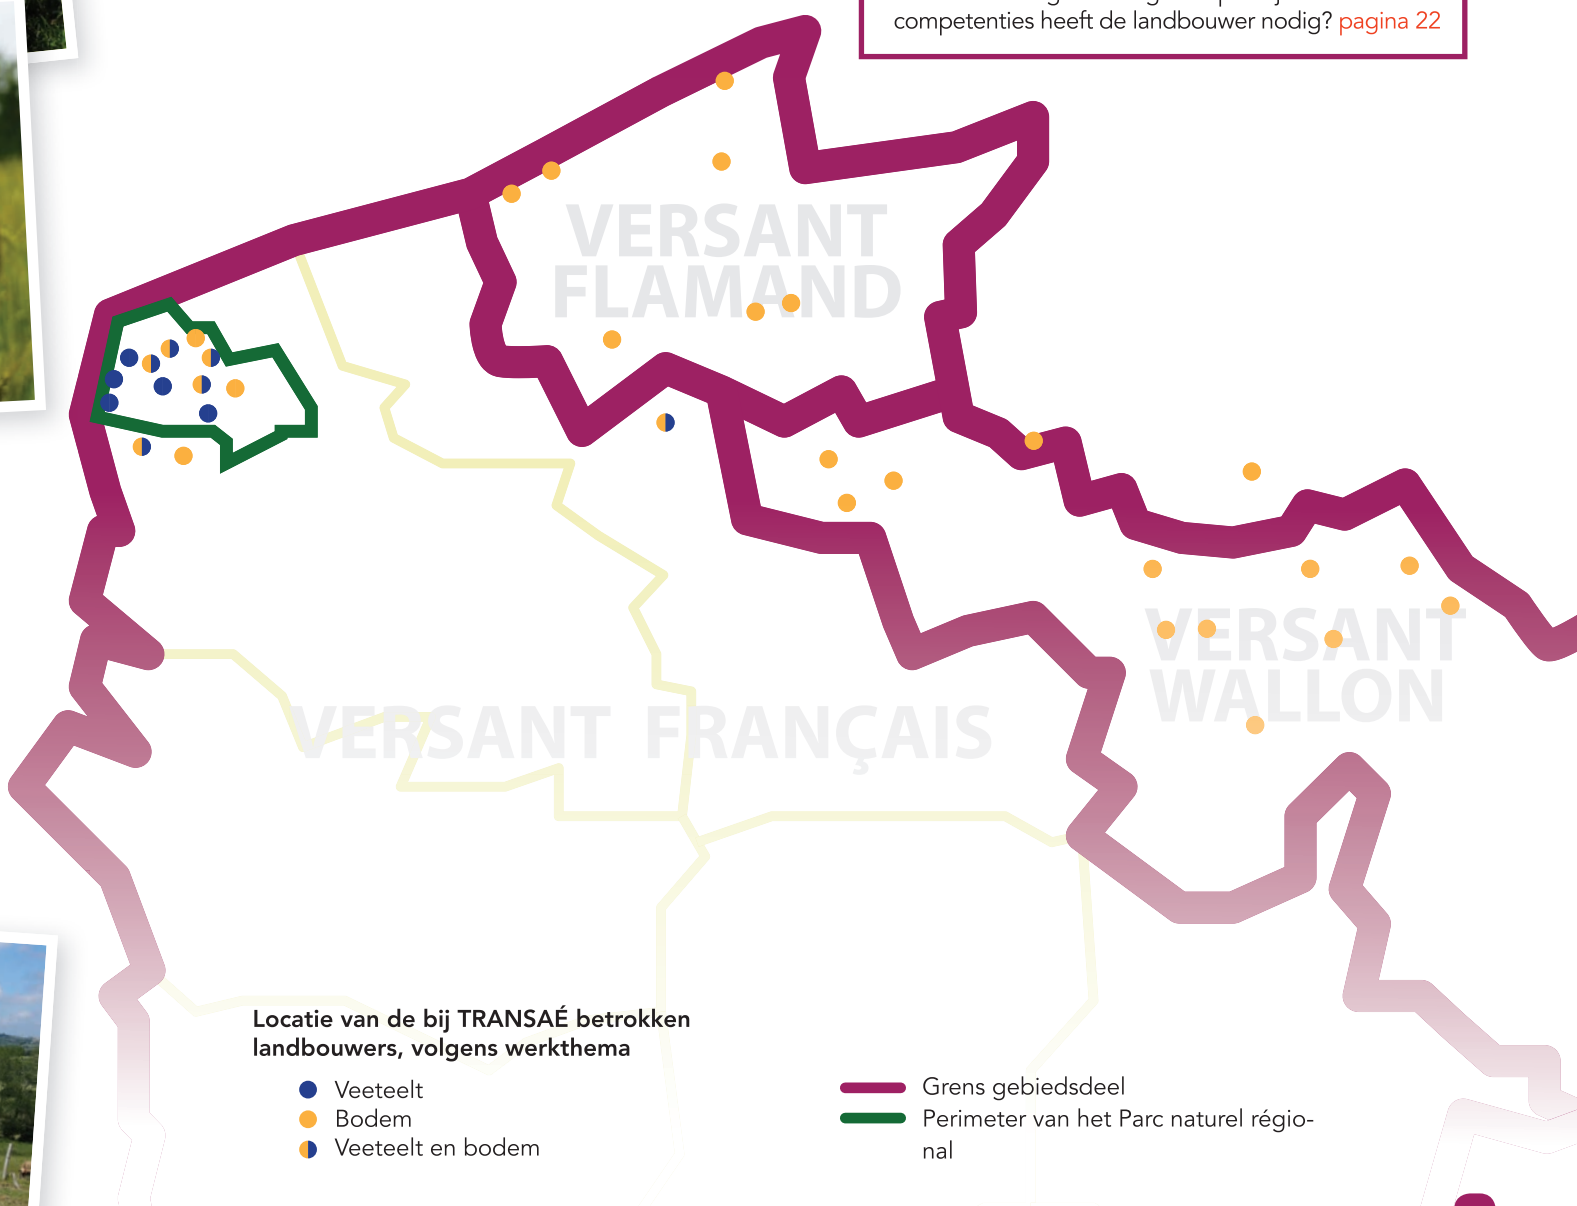 competenties heeft de landbouwer nodig? pagina 22
VERSANT
FLAMAND
VERSANT
WALLON
VERSANT FRANÇAIS
Locatie van de bij TRANSAÉ betrokken
landbouwers, volgens werkthema
Veeteelt
Bodem
Veeteelt en bodem
Grens gebiedsdeel
Perimeter van het Parc naturel régio-
nal